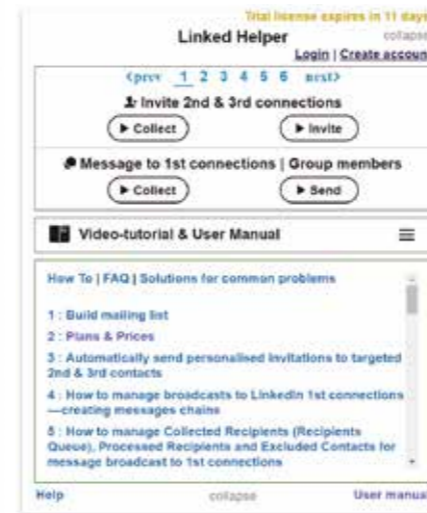 Trial license expires in 11 days
Linked Helper
collapse
Login | Create accoun
<prev 1 2 3 4 5 6 next>
Invite 2nd & 3rd connections
Collect
Invite
Message to 1st connections | Group members
Collect
Send
Video-tutorial & User Manual
How To | FAQ | Solutions for common problems
1 : Build mailing list
2 : Plans & Prices
3 : Automatically send personalised invitations to targeted
2nd & 3rd contacts
4 : How to manage broadcasts to LinkedIn 1st connections
—creating messages chains
5 : How to manage Collected Recipients (Recipients
Queue), Processed Recipients and Excluded Contacts for
message broadcast to 1st connections
Help
collapse
User manual